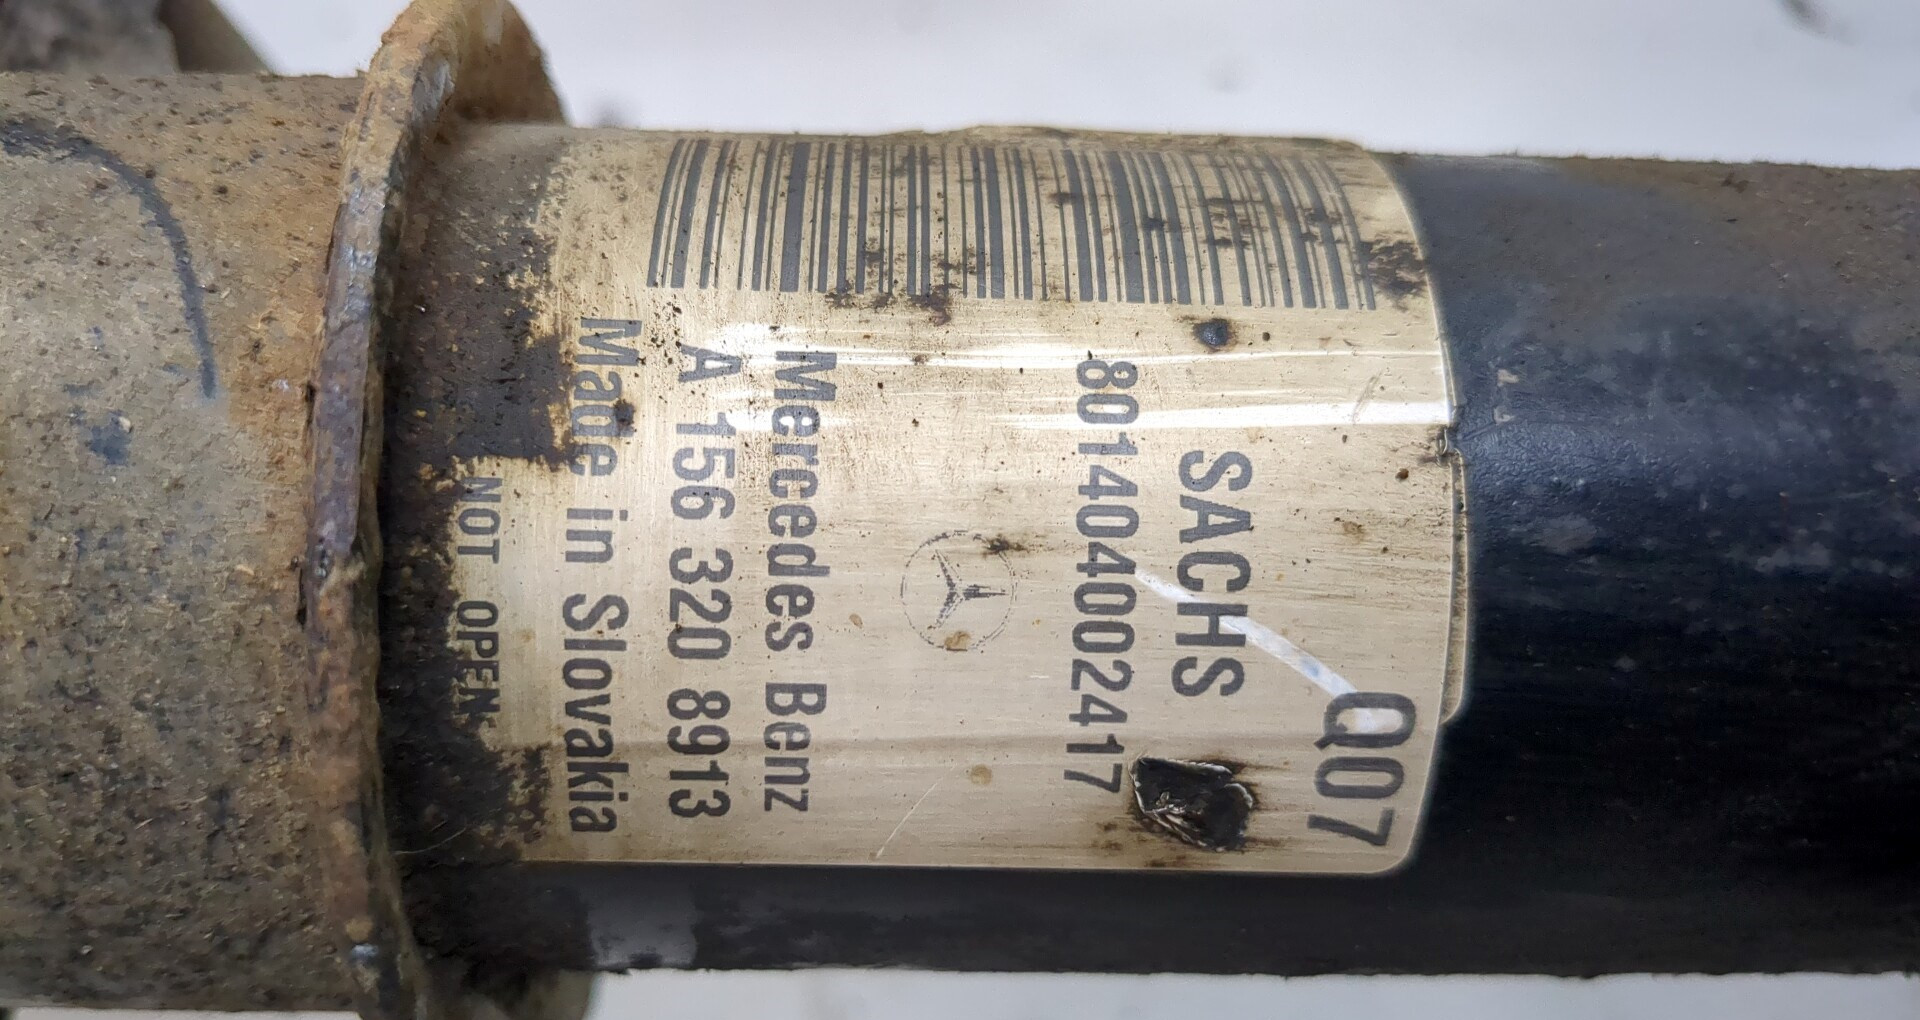 Q07
SACHS
801404002417
Mercedes Benz
A 156 320 8913
Made in Slovakia
NOT OPEN